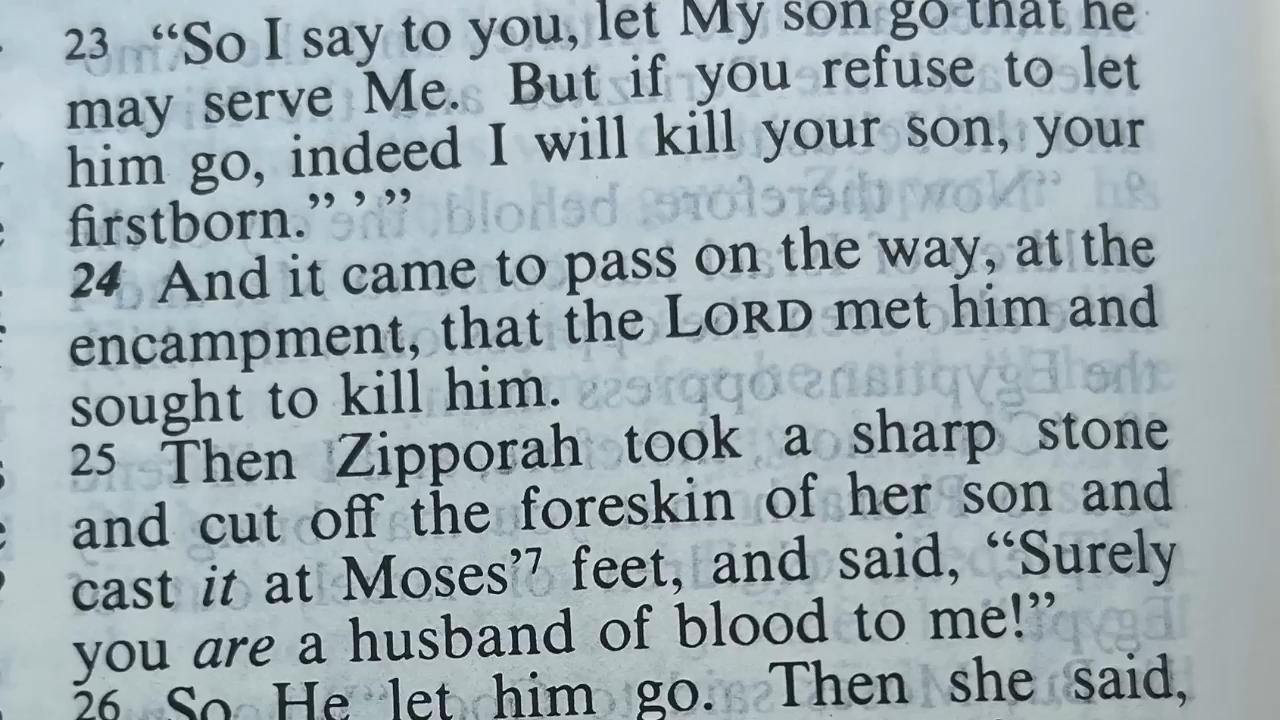 23 “So I say to you, let My son go that he
may serve Me. But if you refuse to let
him go, indeed I will kill your son, your
firstborn.” ’ ”
24 And it came to pass on the way, at the
encampment, that the LORD met him and
sought to kill him.
25 Then Zipporah took a sharp stone
and cut off the foreskin of her son and
cast it at Moses’7 feet, and said, “Surely
you are a husband of blood to me!”
26 So He let him go. Then she said,